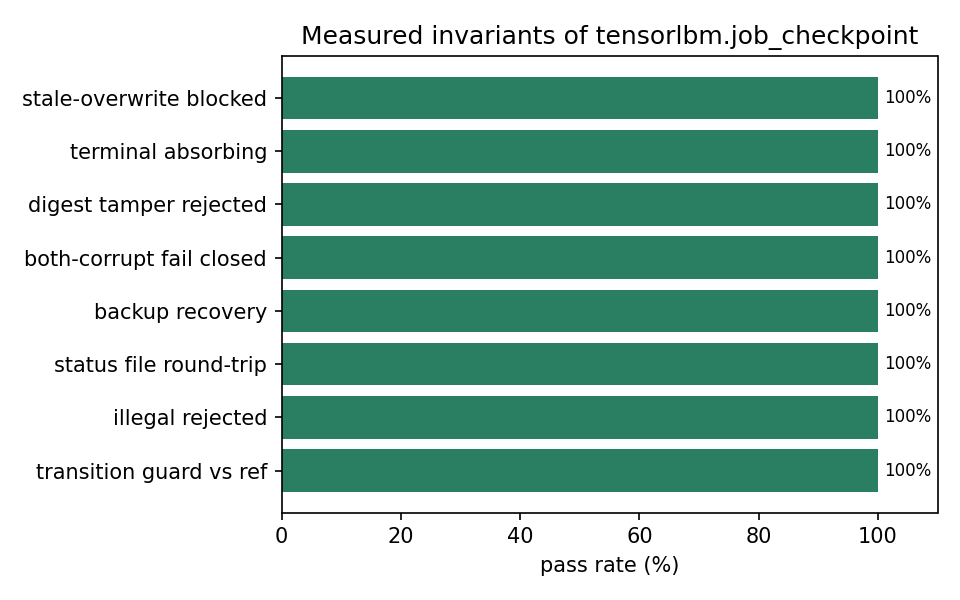 Measured invariants of tensorlbm.job_checkpoint
stale-overwrite blocked 100%
terminal absorbing 100%
digest tamper rejected 100%
both-corrupt fail closed 100%
backup recovery 100%
status file round-trip 100%
illegal rejected 100%
transition guard vs ref 100%
0 20 40 60 80 100
pass rate (%)